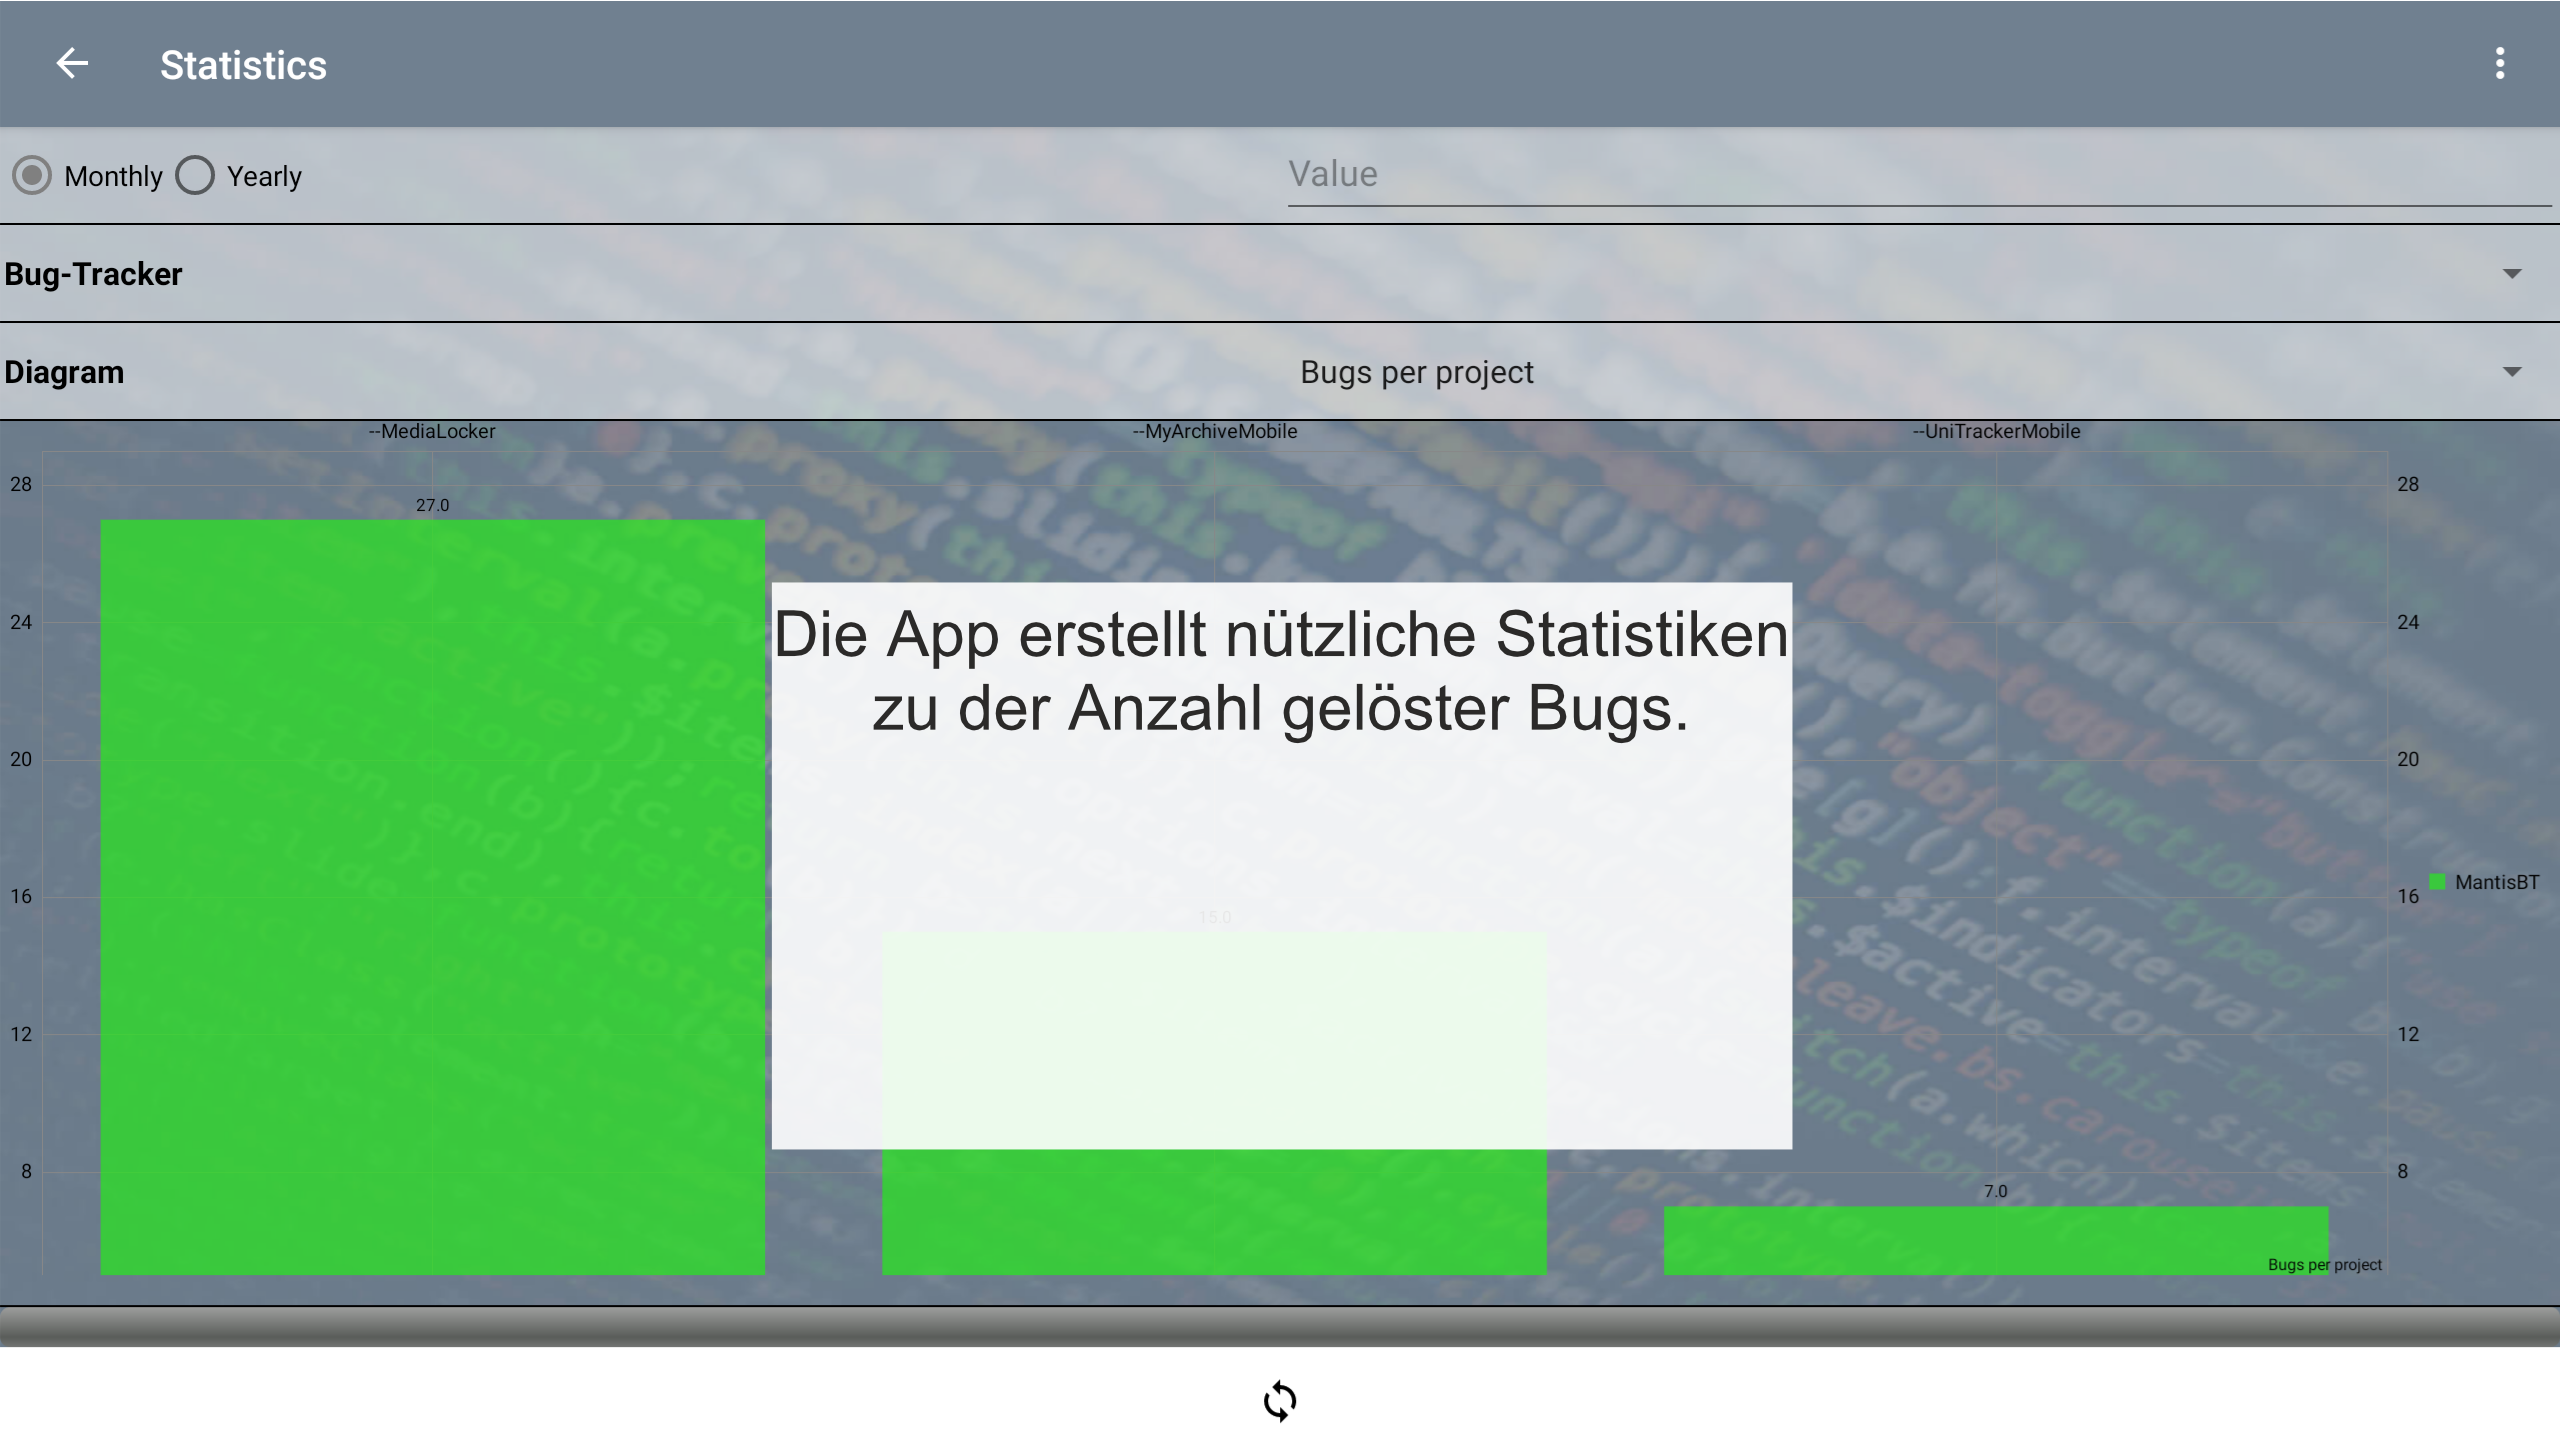 Statistics
Monthly Yearly Value
Bug-Tracker
Diagram Bugs per project
--MediaLocker --MyArchiveMobile --UniTrackerMobile
28 28
27.0
Die App erstellt nützliche Statistiken
24 24
zu der Anzahl gelöster Bugs.
20 20
16 16 MantisBT
15.0
12 12
8 8
7.0
Bugs per project